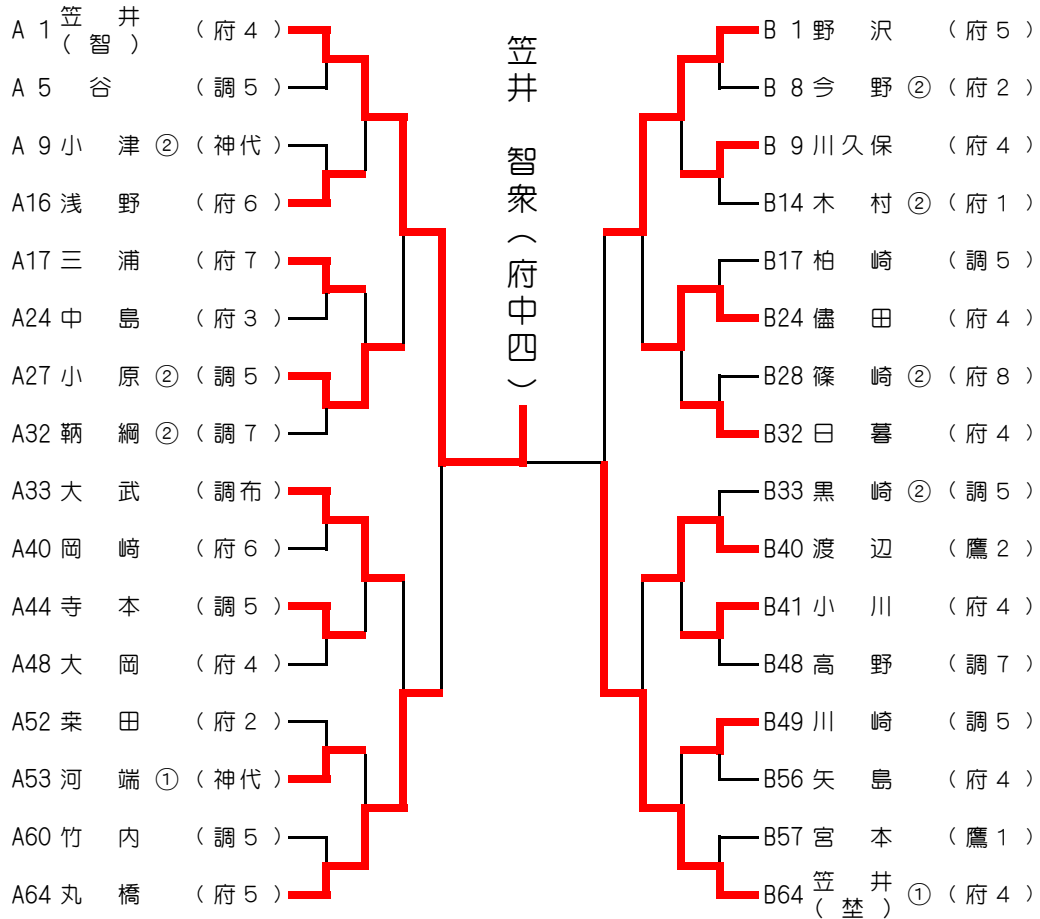 A 1 笠井(智) (府4)
A 5 谷 (調5)
A 9 小津 ② (神代)
A16 浅野 (府6)
A17 三浦 (府7)
A24 中島 (府3)
A27 小原 ② (調5)
A32 鞆綱 ② (調7)
A33 大武 (調布)
A40 岡﨑 (府6)
A44 寺本 (調5)
A48 大岡 (府4)
A52 桒田 (府2)
A53 河端 ① (神代)
A60 竹内 (調5)
A64 丸橋 (府5)
笠井 智衆(府中四)
B 1 野沢 (府5)
B 8 今野 ② (府2)
B 9 川久保 (府4)
B14 木村 ② (府1)
B17 柏崎 (調5)
B24 儘田 (府4)
B28 篠崎 ② (府8)
B32 日暮 (府4)
B33 黒崎 ② (調5)
B40 渡辺 (鷹2)
B41 小川 (府4)
B48 高野 (調7)
B49 川崎 (調5)
B56 矢島 (府4)
B57 宮本 (鷹1)
B64 笠井(埜) ① (府4)